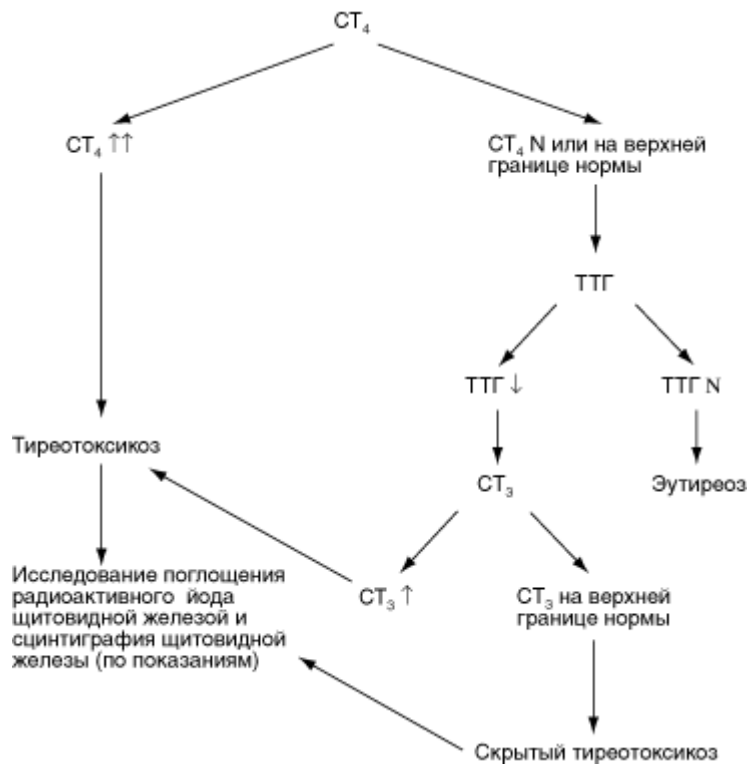 СТ₄
СТ₄ ↑↑
СТ₄ N или на верхней
границе нормы
ТТГ
ТТГ ↓
ТТГ N
Тиреотоксикоз
СТ₃
Эутиреоз
Исследование поглощения
радиоактивного йода
щитовидной железой и
сцинтиграфия щитовидной
железы (по показаниям)
СТ₃ ↑
СТ₃ на верхней
границе нормы
Скрытый тиреотоксикоз